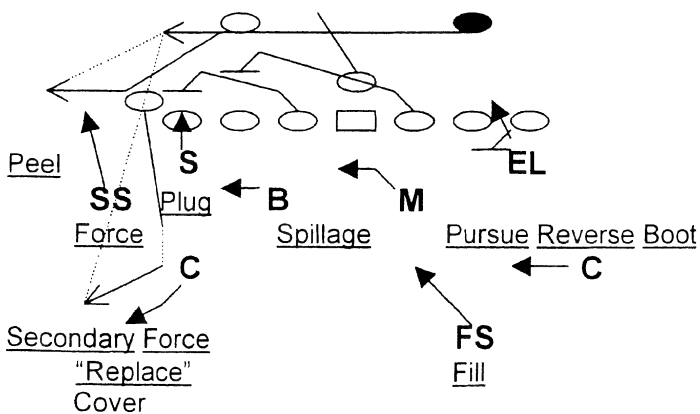 S
EL
Peel
SS
Plug
B
M
Force
Spillage
Pursue Reverse Boot
C
C
Secondary Force
FS
"Replace"
Fill
Cover